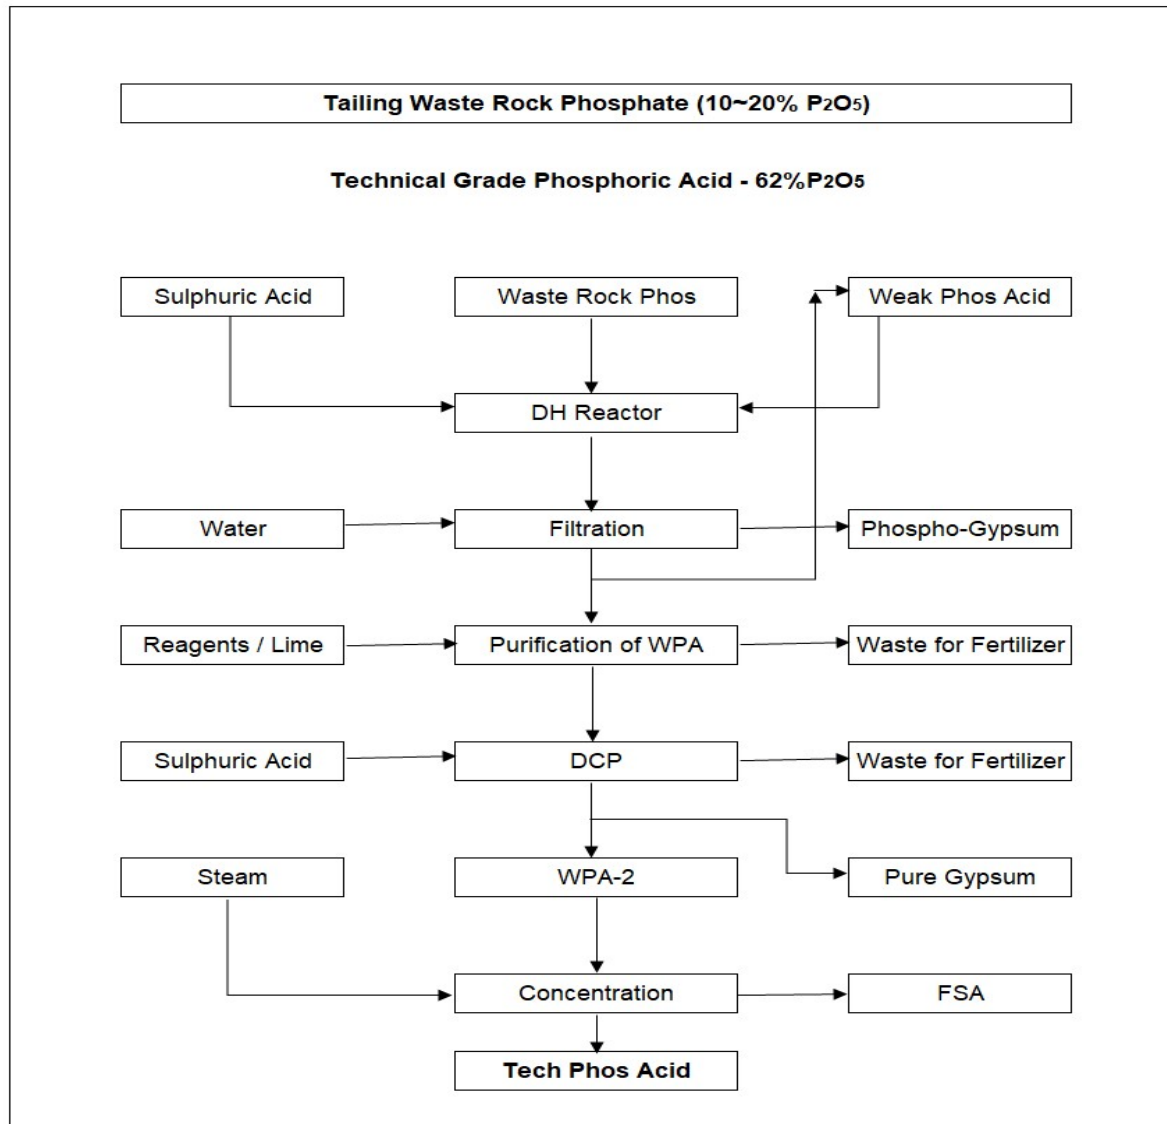 Tailing Waste Rock Phosphate (10~20% P₂O₅)
Technical Grade Phosphoric Acid - 62%P₂O₅
Sulphuric Acid
Waste Rock Phos
Weak Phos Acid
DH Reactor
Water
Filtration
Phospho-Gypsum
Reagents / Lime
Purification of WPA
Waste for Fertilizer
Sulphuric Acid
DCP
Waste for Fertilizer
Steam
WPA-2
Pure Gypsum
Concentration
FSA
Tech Phos Acid